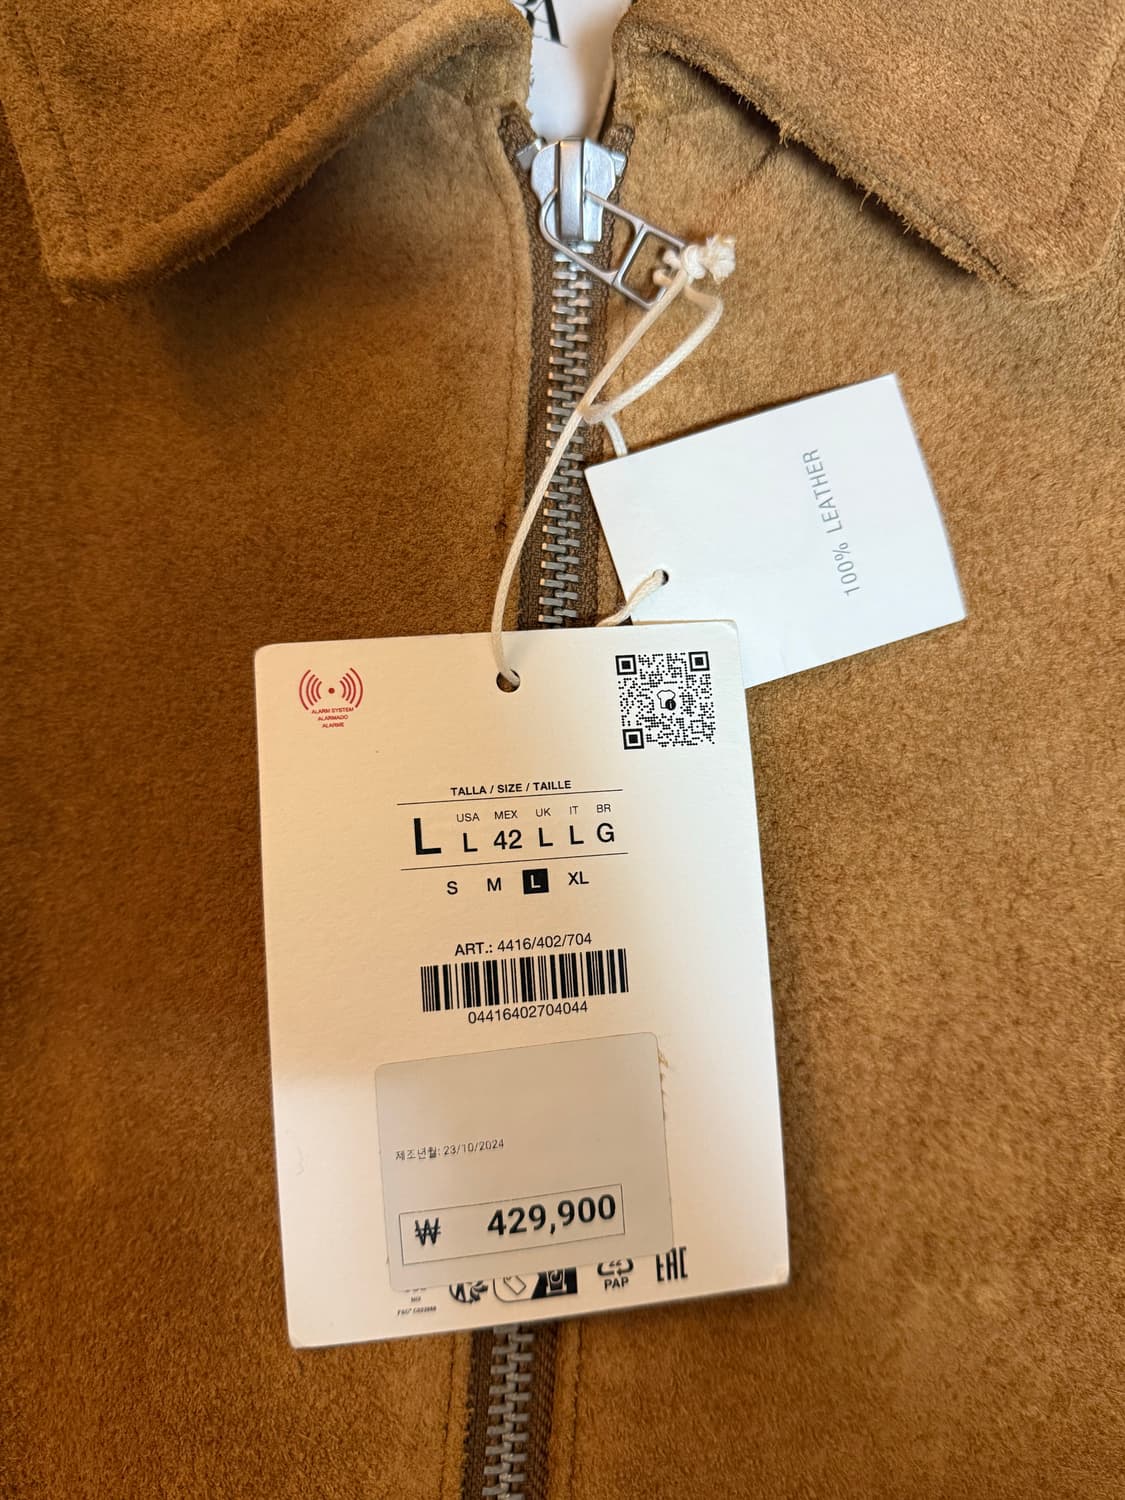 100% LEATHER
ALARM SYSTEM
ALARMADO
ALARME
TALLA / SIZE / TAILLE
USA MEX UK IT BR
L L 42 L L G
S M L XL
ART.: 4416/402/704
04416402704044
제조년월: 23/10/2024
₩ 429,900
PAP
EAC